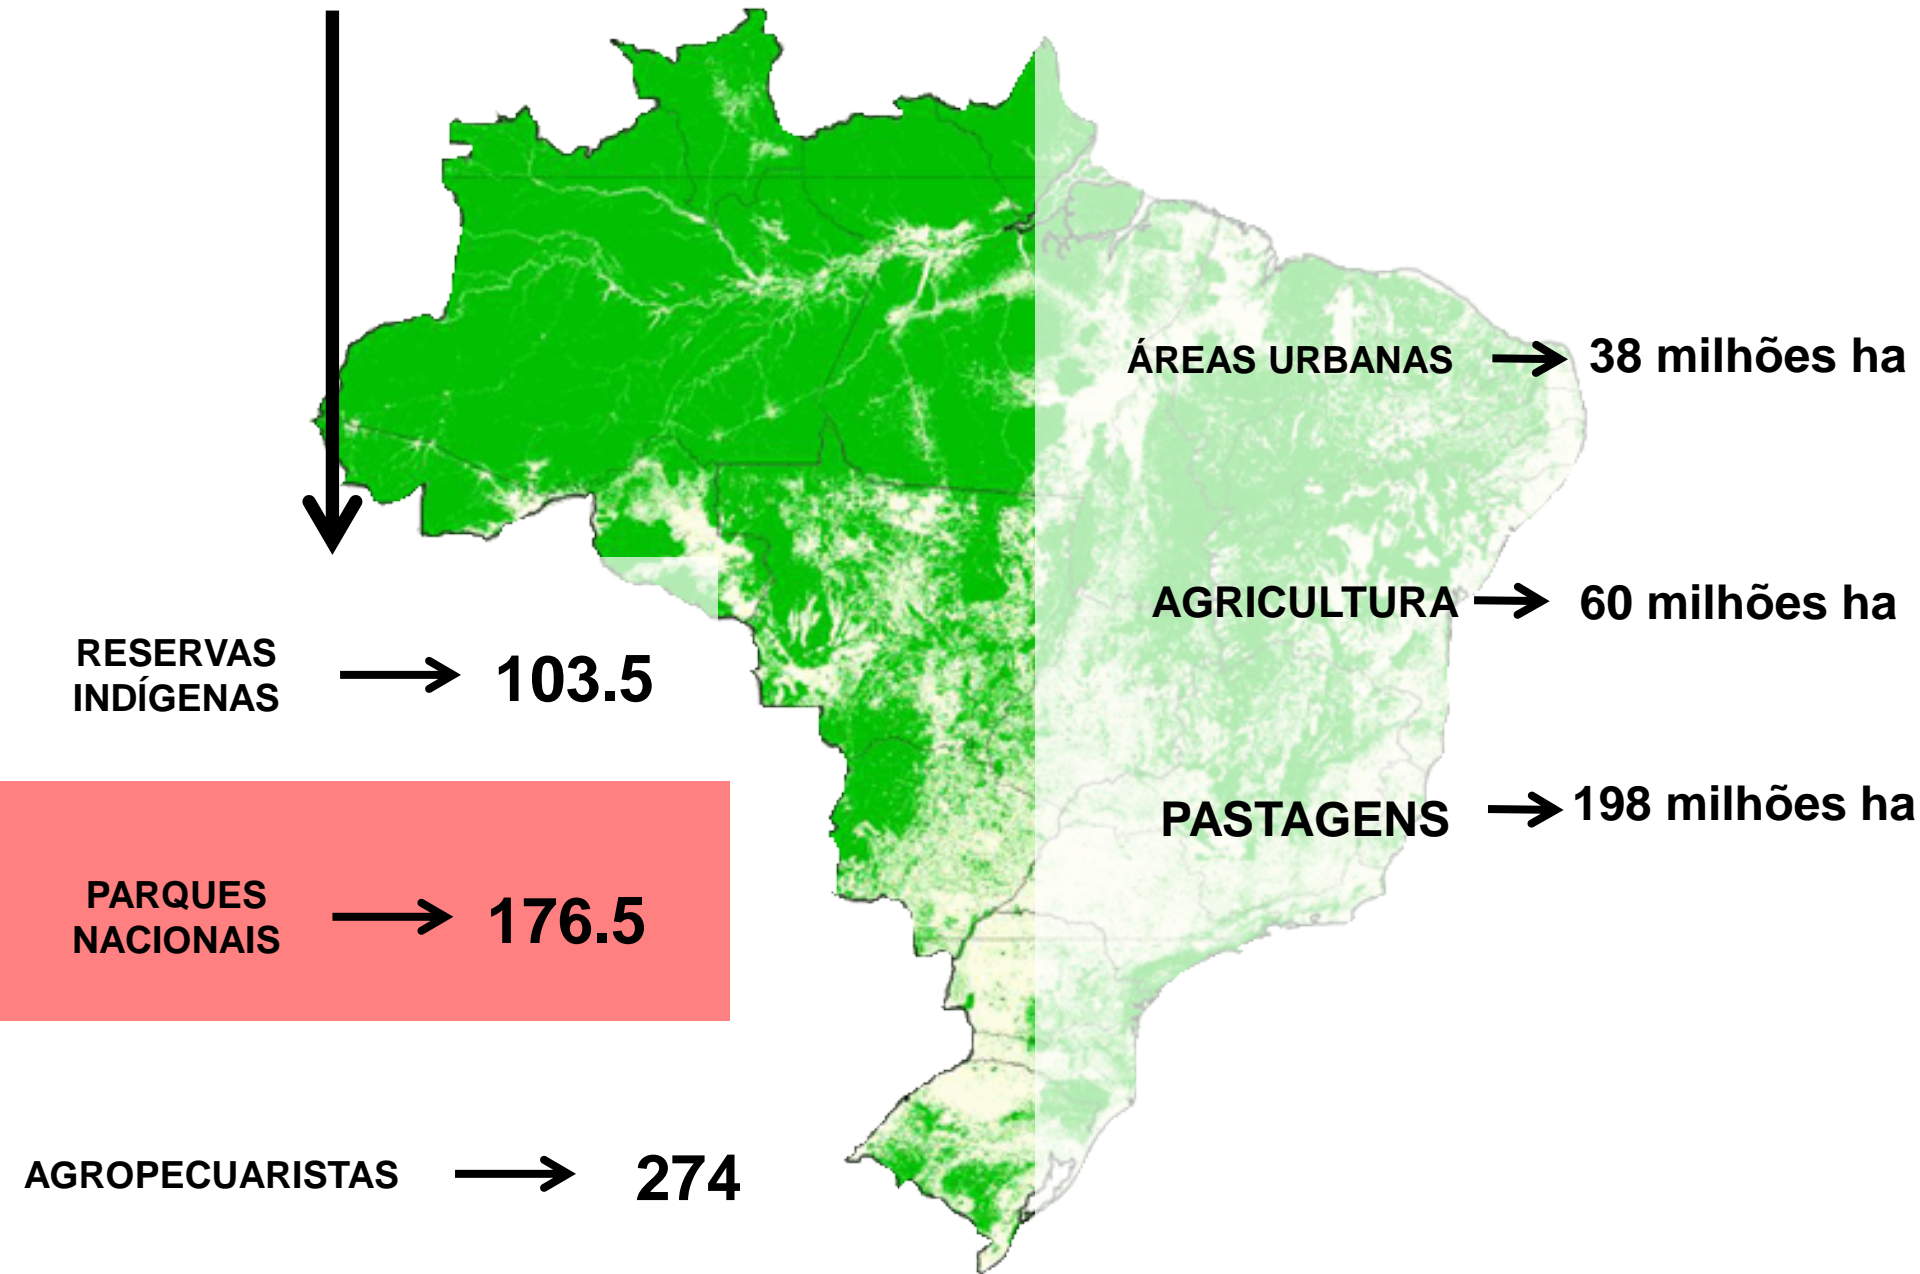 ÁREAS URBANAS 38 milhões ha
AGRICULTURA 60 milhões ha
RESERVAS
INDÍGENAS
103.5
PASTAGENS 198 milhões ha
PARQUES
NACIONAIS
176.5
AGROPECUARISTAS 274